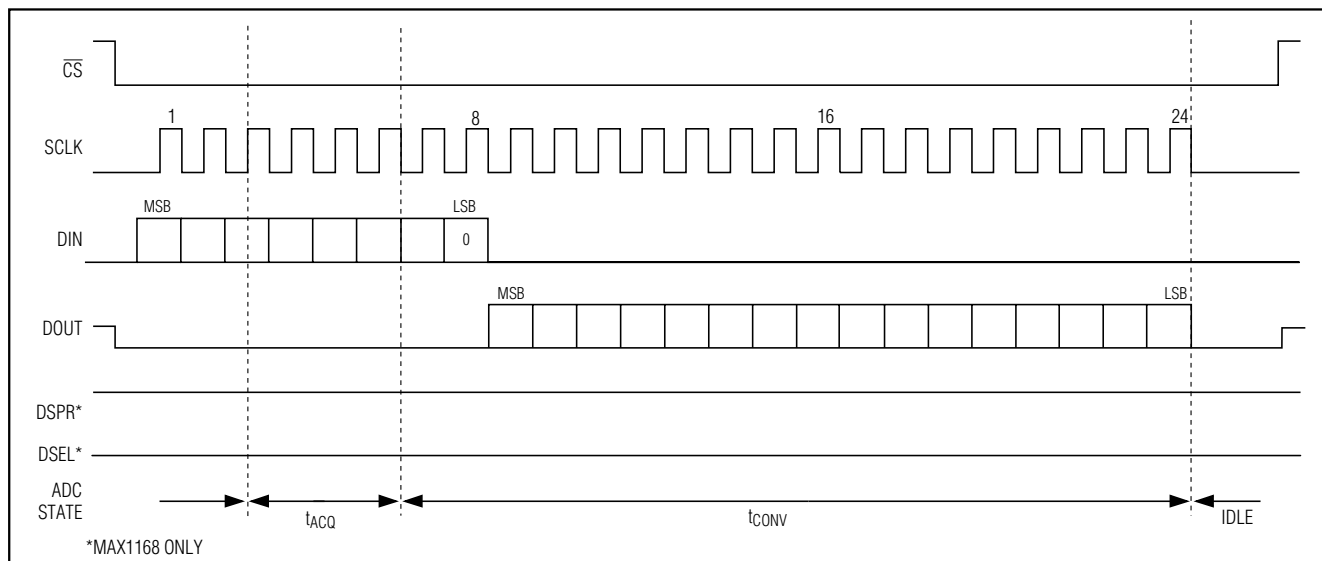 CS
1 8 16 24
SCLK
MSB LSB
DIN 0
MSB LSB
DOUT
DSPR*
DSEL*
ADC
STATE
tACQ tCONV IDLE
*MAX1168 ONLY